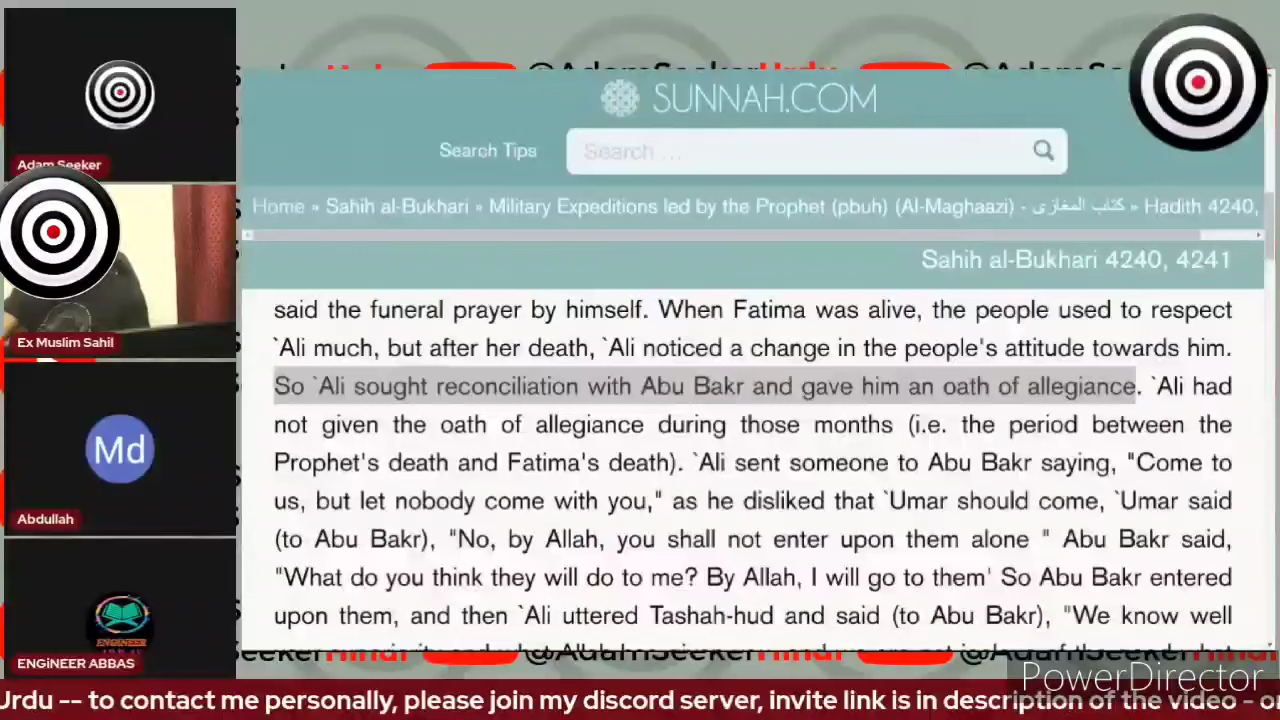 @AdamSeekerUrdu
SUNNAH.COM
Search Tips
Search ...
Home » Sahih al-Bukhari » Military Expeditions led by the Prophet (pbuh) (Al-Maghaazi) - كتاب المغازى » Hadith 4240,
Sahih al-Bukhari 4240, 4241
said the funeral prayer by himself. When Fatima was alive, the people used to respect
`Ali much, but after her death, `Ali noticed a change in the people's attitude towards him.
So `Ali sought reconciliation with Abu Bakr and gave him an oath of allegiance. `Ali had
not given the oath of allegiance during those months (i.e. the period between the
Prophet's death and Fatima's death). `Ali sent someone to Abu Bakr saying, "Come to
us, but let nobody come with you," as he disliked that `Umar should come, `Umar said
(to Abu Bakr), "No, by Allah, you shall not enter upon them alone " Abu Bakr said,
"What do you think they will do to me? By Allah, I will go to them' So Abu Bakr entered
upon them, and then `Ali uttered Tashah-hud and said (to Abu Bakr), "We know well
Adam Seeker
Ex Muslim Sahil
Md
Abdullah
ENGINEER
ENGiNEER ABBAS
PowerDirector
Urdu -- to contact me personally, please join my discord server, invite link is in description of the video - or